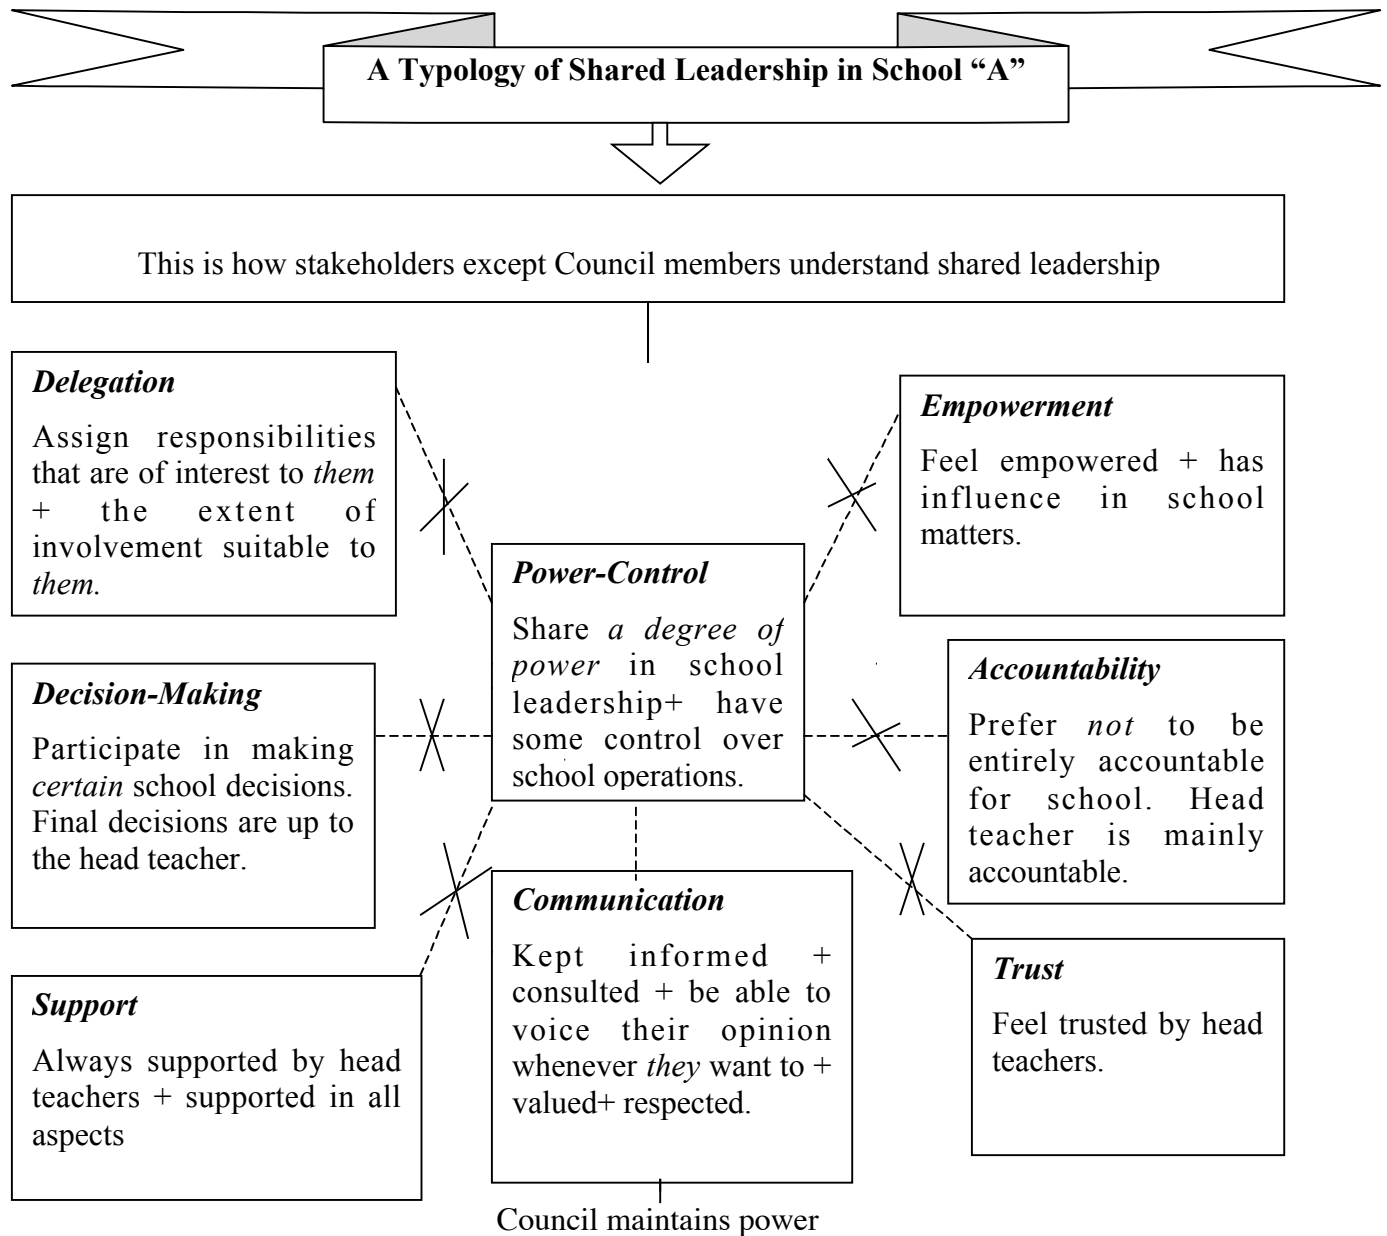 A Typology of Shared Leadership in School “A”
This is how stakeholders except Council members understand shared leadership
Delegation
Assign responsibilities
that are of interest to them
+ the extent of
involvement suitable to
them.
Empowerment
Feel empowered + has
influence in school
matters.
Power-Control
Share a degree of
power in school
leadership+ have
some control over
school operations.
Decision-Making
Participate in making
certain school decisions.
Final decisions are up to
the head teacher.
Accountability
Prefer not to be
entirely accountable
for school. Head
teacher is mainly
accountable.
Support
Always supported by head
teachers + supported in all
aspects
Communication
Kept informed +
consulted + be able to
voice their opinion
whenever they want to +
valued+ respected.
Trust
Feel trusted by head
teachers.
Council maintains power